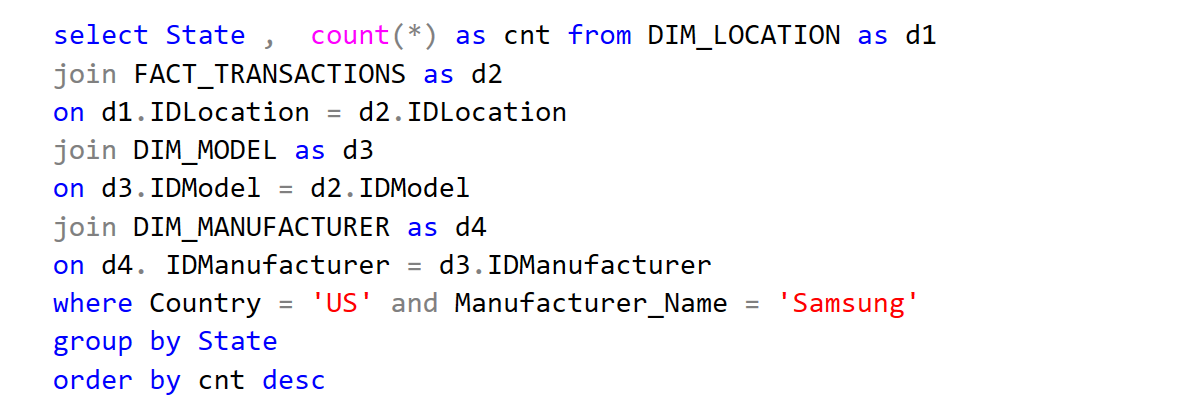 select State ,  count(*) as cnt from DIM_LOCATION as d1
join FACT_TRANSACTIONS as d2
on d1.IDLocation = d2.IDLocation
join DIM_MODEL as d3
on d3.IDModel = d2.IDModel
join DIM_MANUFACTURER as d4
on d4. IDManufacturer = d3.IDManufacturer
where Country = 'US' and Manufacturer_Name = 'Samsung'
group by State
order by cnt desc